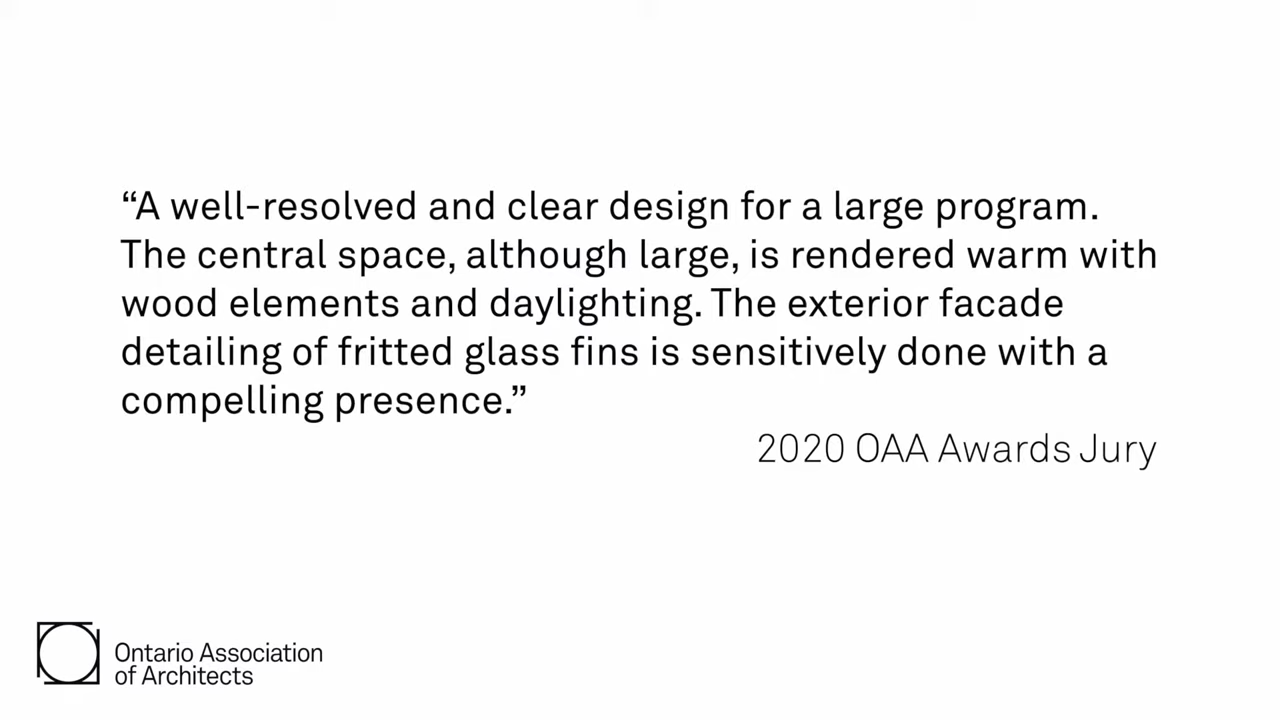 “A well-resolved and clear design for a large program.
The central space, although large, is rendered warm with
wood elements and daylighting. The exterior facade
detailing of fritted glass fins is sensitively done with a
compelling presence.”
2020 OAA Awards Jury
Ontario Association
of Architects